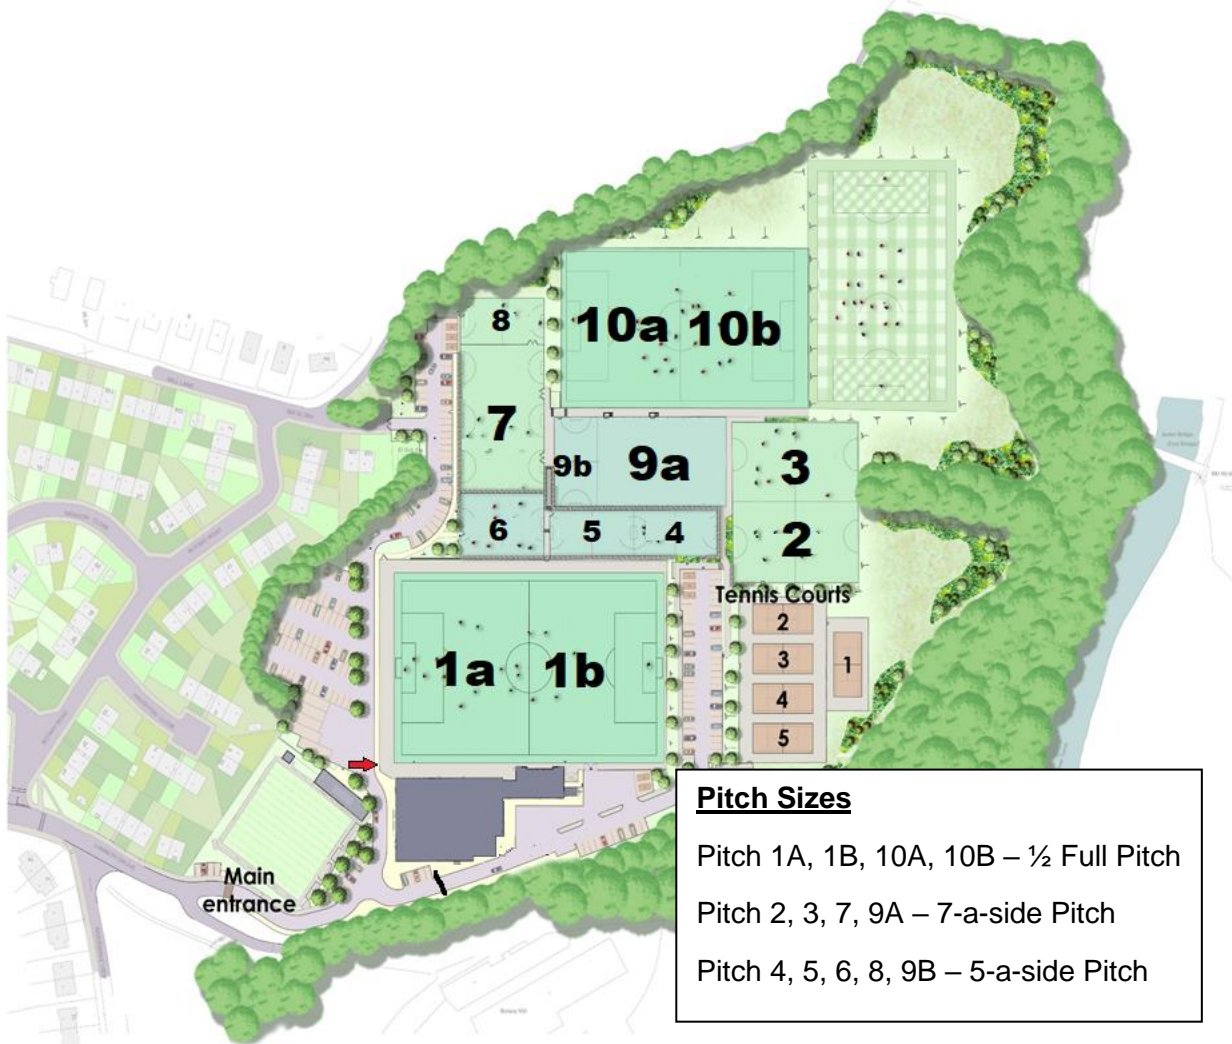 10a 10b
8
7
9b 9a
3
6
5
4
2
Tennis Courts
2
3
1
4
5
1a 1b
Main
entrance
Pitch Sizes
Pitch 1A, 1B, 10A, 10B – ½ Full Pitch
Pitch 2, 3, 7, 9A – 7-a-side Pitch
Pitch 4, 5, 6, 8, 9B – 5-a-side Pitch